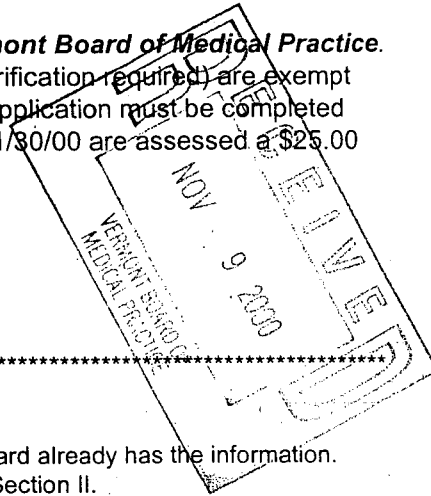 mont Board of Medical Practice.
rification required) are exempt
pplication must be completed
1/30/00 are assessed a $25.00
RECEIVED
NOV 9 2000
VERMONT BOARD OF
MEDICAL PRACTICE
****************************************
ard already has the information.
Section II.